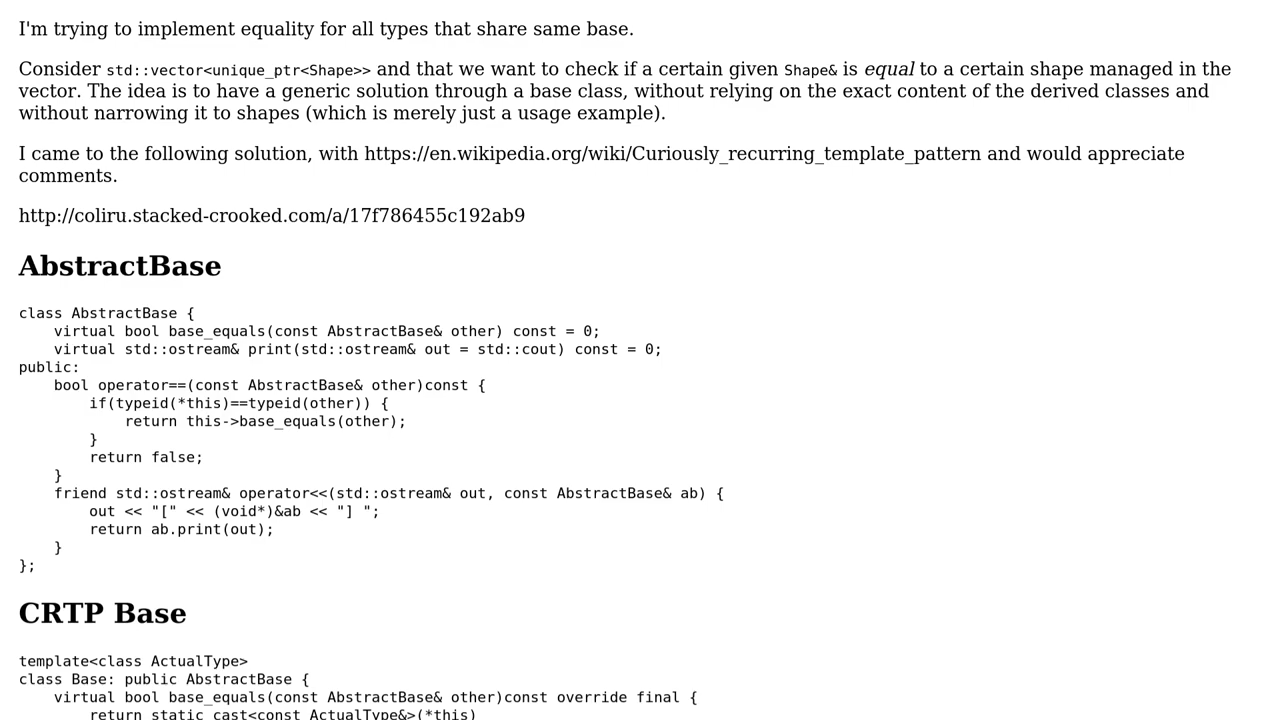 I'm trying to implement equality for all types that share same base.
Consider std::vector<unique_ptr<Shape>> and that we want to check if a certain given Shape& is equal to a certain shape managed in the
vector. The idea is to have a generic solution through a base class, without relying on the exact content of the derived classes and
without narrowing it to shapes (which is merely just a usage example).
I came to the following solution, with https://en.wikipedia.org/wiki/Curiously_recurring_template_pattern and would appreciate
comments.
http://coliru.stacked-crooked.com/a/17f786455c192ab9
AbstractBase
class AbstractBase {
    virtual bool base_equals(const AbstractBase& other) const = 0;
    virtual std::ostream& print(std::ostream& out = std::cout) const = 0;
public:
    bool operator==(const AbstractBase& other)const {
        if(typeid(*this)==typeid(other)) {
            return this->base_equals(other);
        }
        return false;
    }
    friend std::ostream& operator<<(std::ostream& out, const AbstractBase& ab) {
        out << "[" << (void*)&ab << "] ";
        return ab.print(out);
    }
};
CRTP Base
template<class ActualType>
class Base: public AbstractBase {
    virtual bool base_equals(const AbstractBase& other)const override final {
        return static_cast<const ActualType&>(*this)